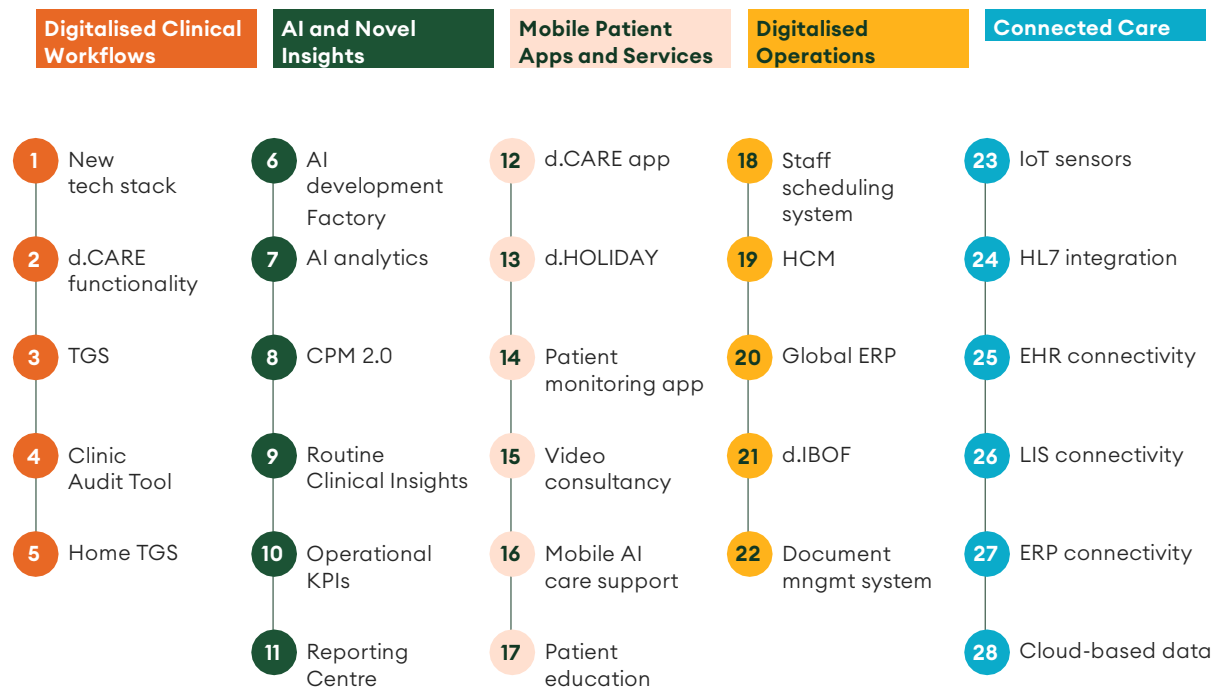 Digitalised Clinical
Workflows
1
New
tech stack
2
d.CARE
functionality
3
TGS
4
Clinic
Audit Tool
5
Home TGS
AI and Novel
Insights
6
AI
development
Factory
7
AI analytics
8
CPM 2.0
9
Routine
Clinical Insights
10
Operational
KPIs
11
Reporting
Centre
Mobile Patient
Apps and Services
12
d.CARE app
13
d.HOLIDAY
14
Patient
monitoring app
15
Video
consultancy
16
Mobile AI
care support
17
Patient
education
Digitalised
Operations
18
Staff
scheduling
system
19
HCM
20
Global ERP
21
d.IBOF
22
Document
mngmt system
Connected Care
23
IoT sensors
24
HL7 integration
25
EHR connectivity
26
LIS connectivity
27
ERP connectivity
28
Cloud-based data